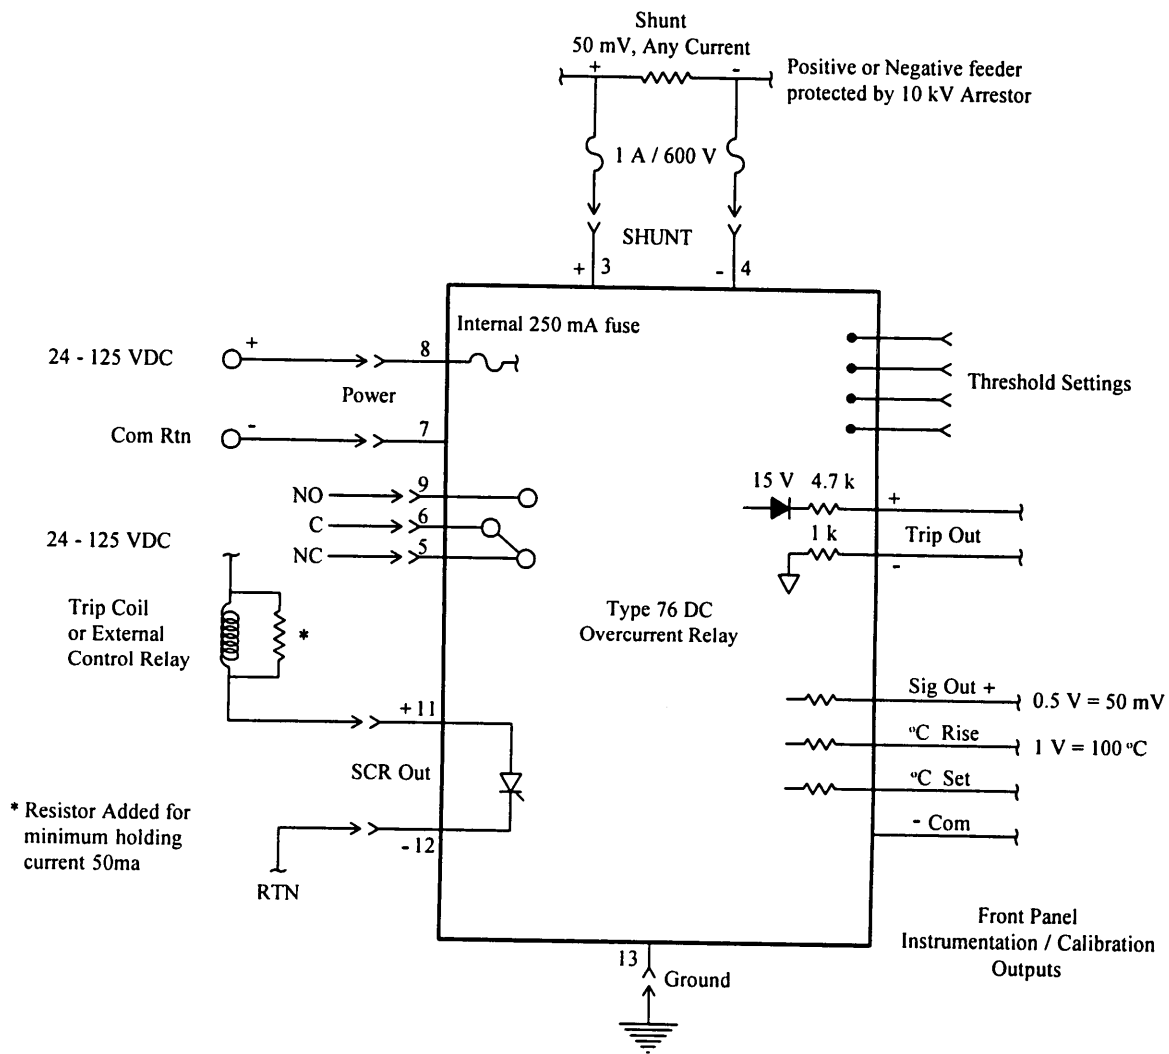 Shunt
50 mV, Any Current
+
-
Positive or Negative feeder
protected by 10 kV Arrestor
1 A / 600 V
SHUNT
+ 3
- 4
Internal 250 mA fuse
24 - 125 VDC
+
8
Threshold Settings
Power
Com Rtn
-
7
NO
9
15 V
4.7 k
+
C
6
24 - 125 VDC
NC
5
1 k
Trip Out
-
Trip Coil
or External
Control Relay
*
Type 76 DC
Overcurrent Relay
Sig Out +
0.5 V = 50 mV
+ 11
ºC Rise
1 V = 100 ºC
SCR Out
ºC Set
* Resistor Added for
minimum holding
current 50ma
- Com
- 12
RTN
Front Panel
Instrumentation / Calibration
Outputs
13
Ground